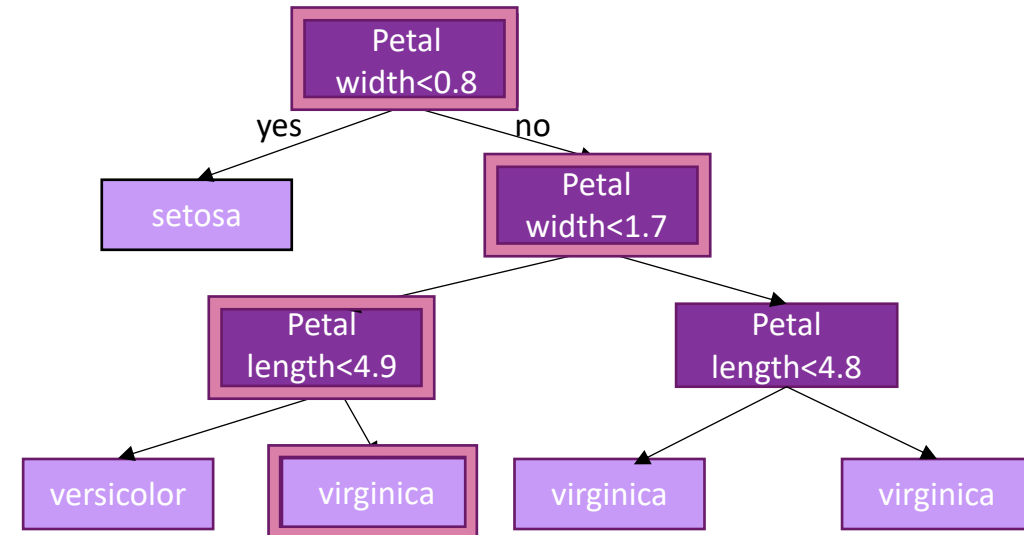 Petal
width<0.8
yes
no
setosa
Petal
width<1.7
Petal
length<4.9
Petal
length<4.8
versicolor
virginica
virginica
virginica